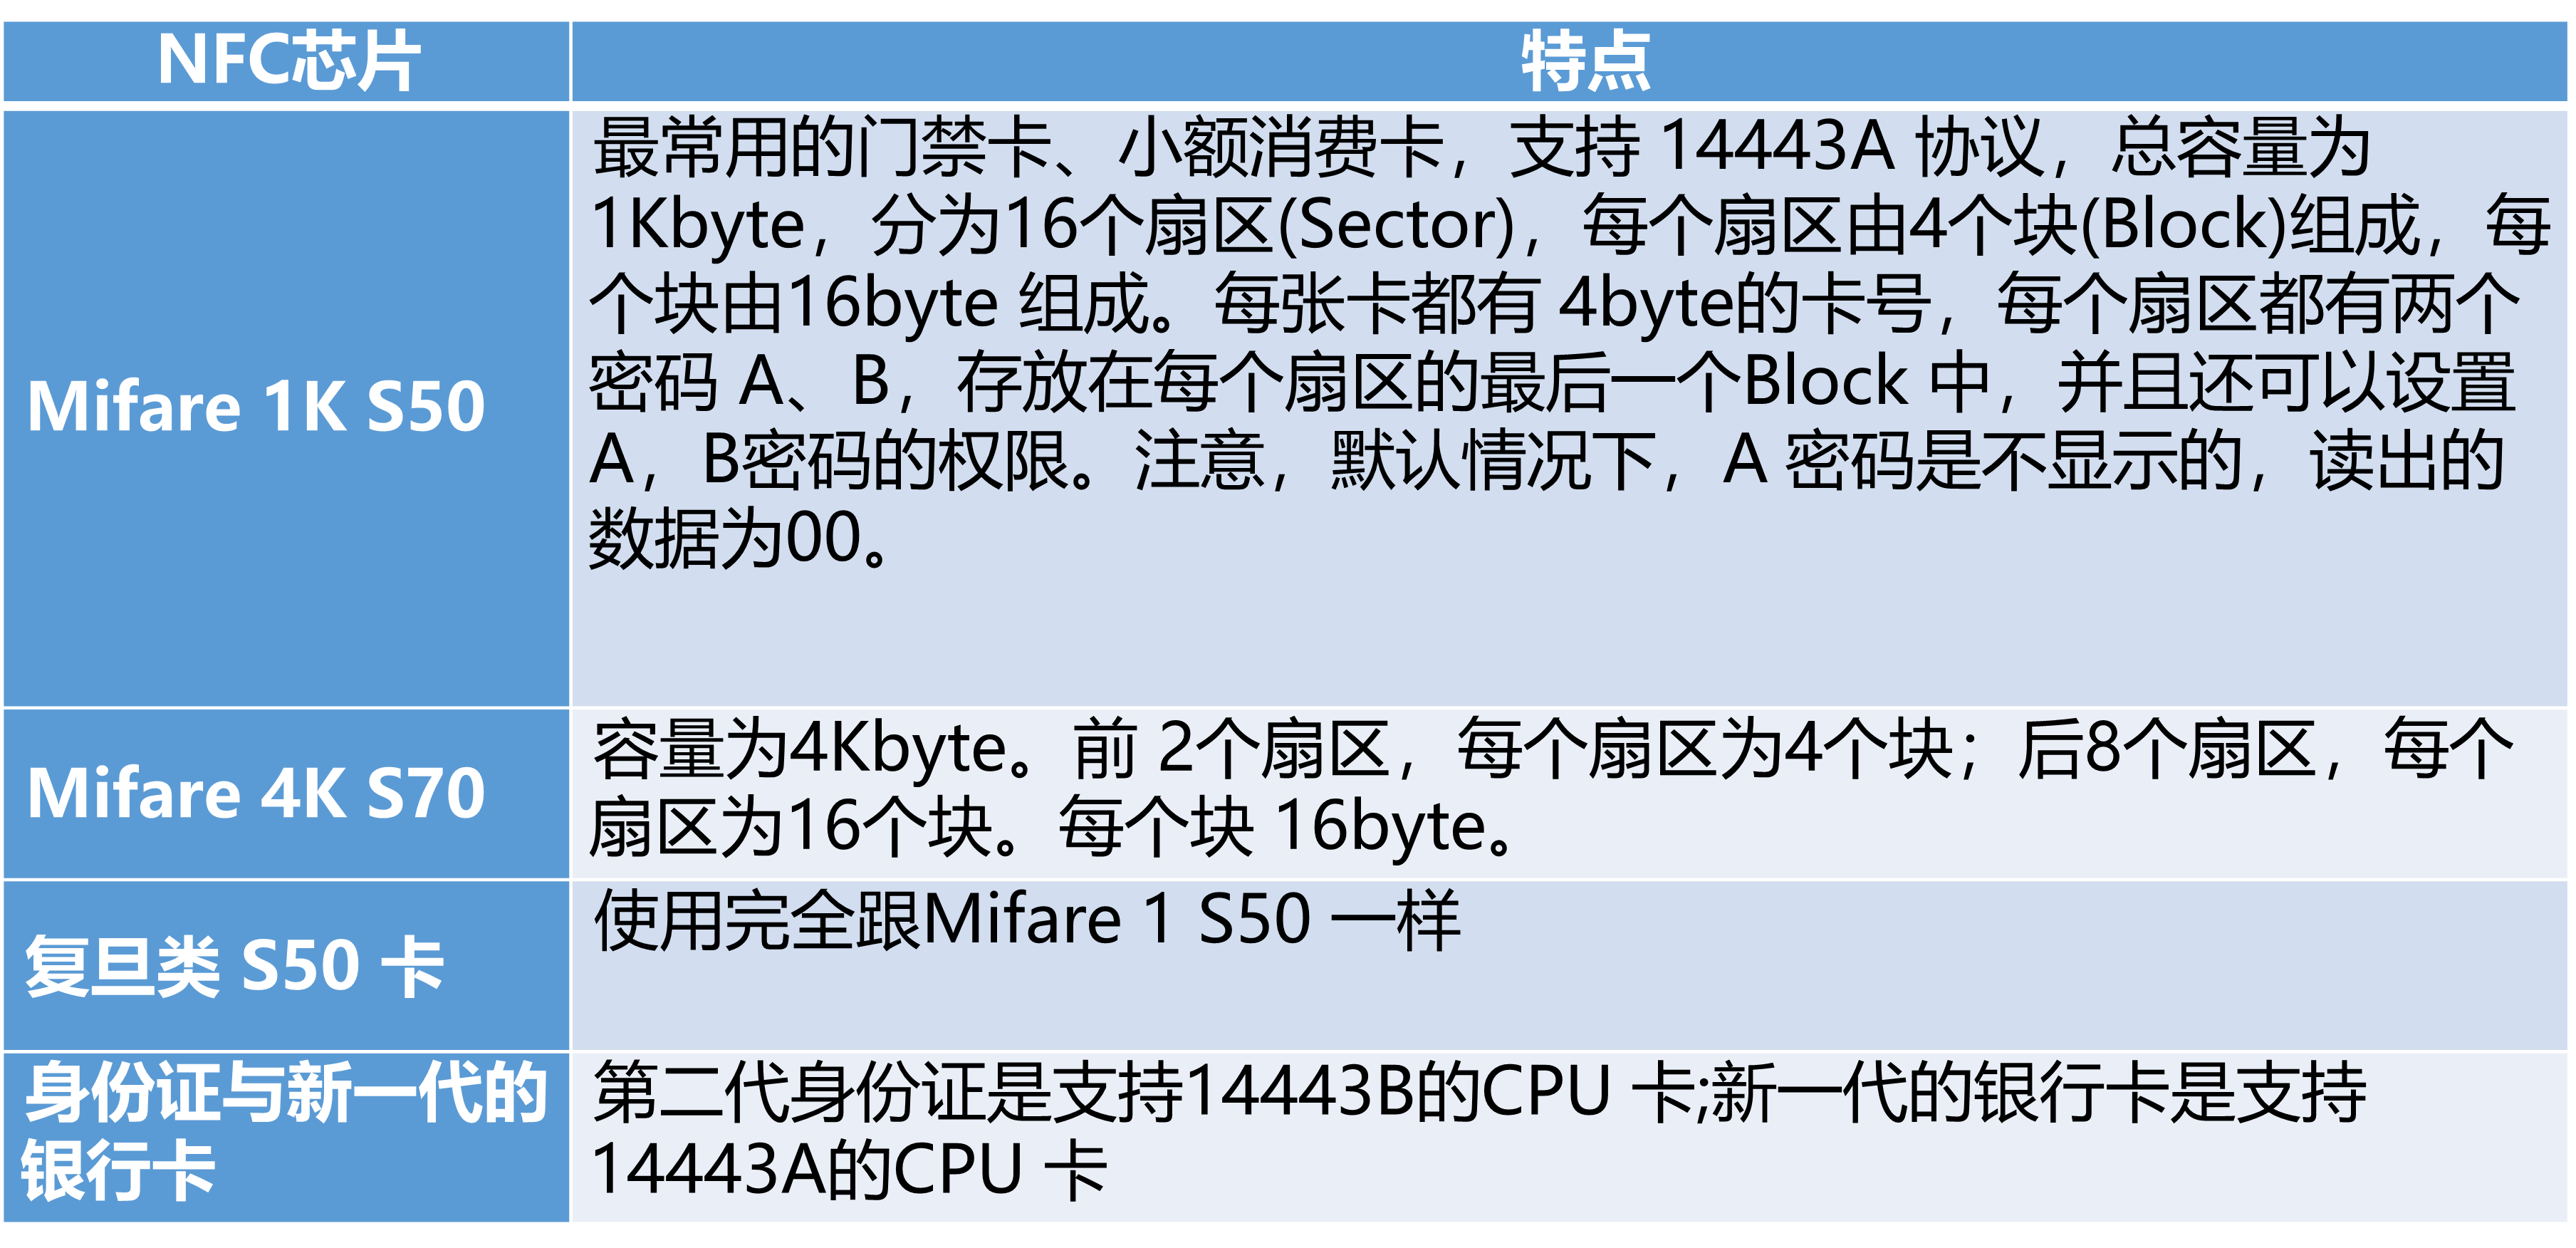 NFC芯片
特点
Mifare 1K S50
最常用的门禁卡、小额消费卡，支持 14443A 协议，总容量为
1Kbyte，分为16个扇区(Sector)，每个扇区由4个块(Block)组成，每
个块由16byte 组成。每张卡都有 4byte的卡号，每个扇区都有两个
密码 A、B，存放在每个扇区的最后一个Block 中，并且还可以设置
A，B密码的权限。注意，默认情况下，A 密码是不显示的，读出的
数据为00。
Mifare 4K S70
容量为4Kbyte。前 2个扇区，每个扇区为4个块；后8个扇区，每个
扇区为16个块。每个块 16byte。
复旦类 S50 卡
使用完全跟Mifare 1 S50 一样
身份证与新一代的
银行卡
第二代身份证是支持14443B的CPU 卡;新一代的银行卡是支持
14443A的CPU 卡